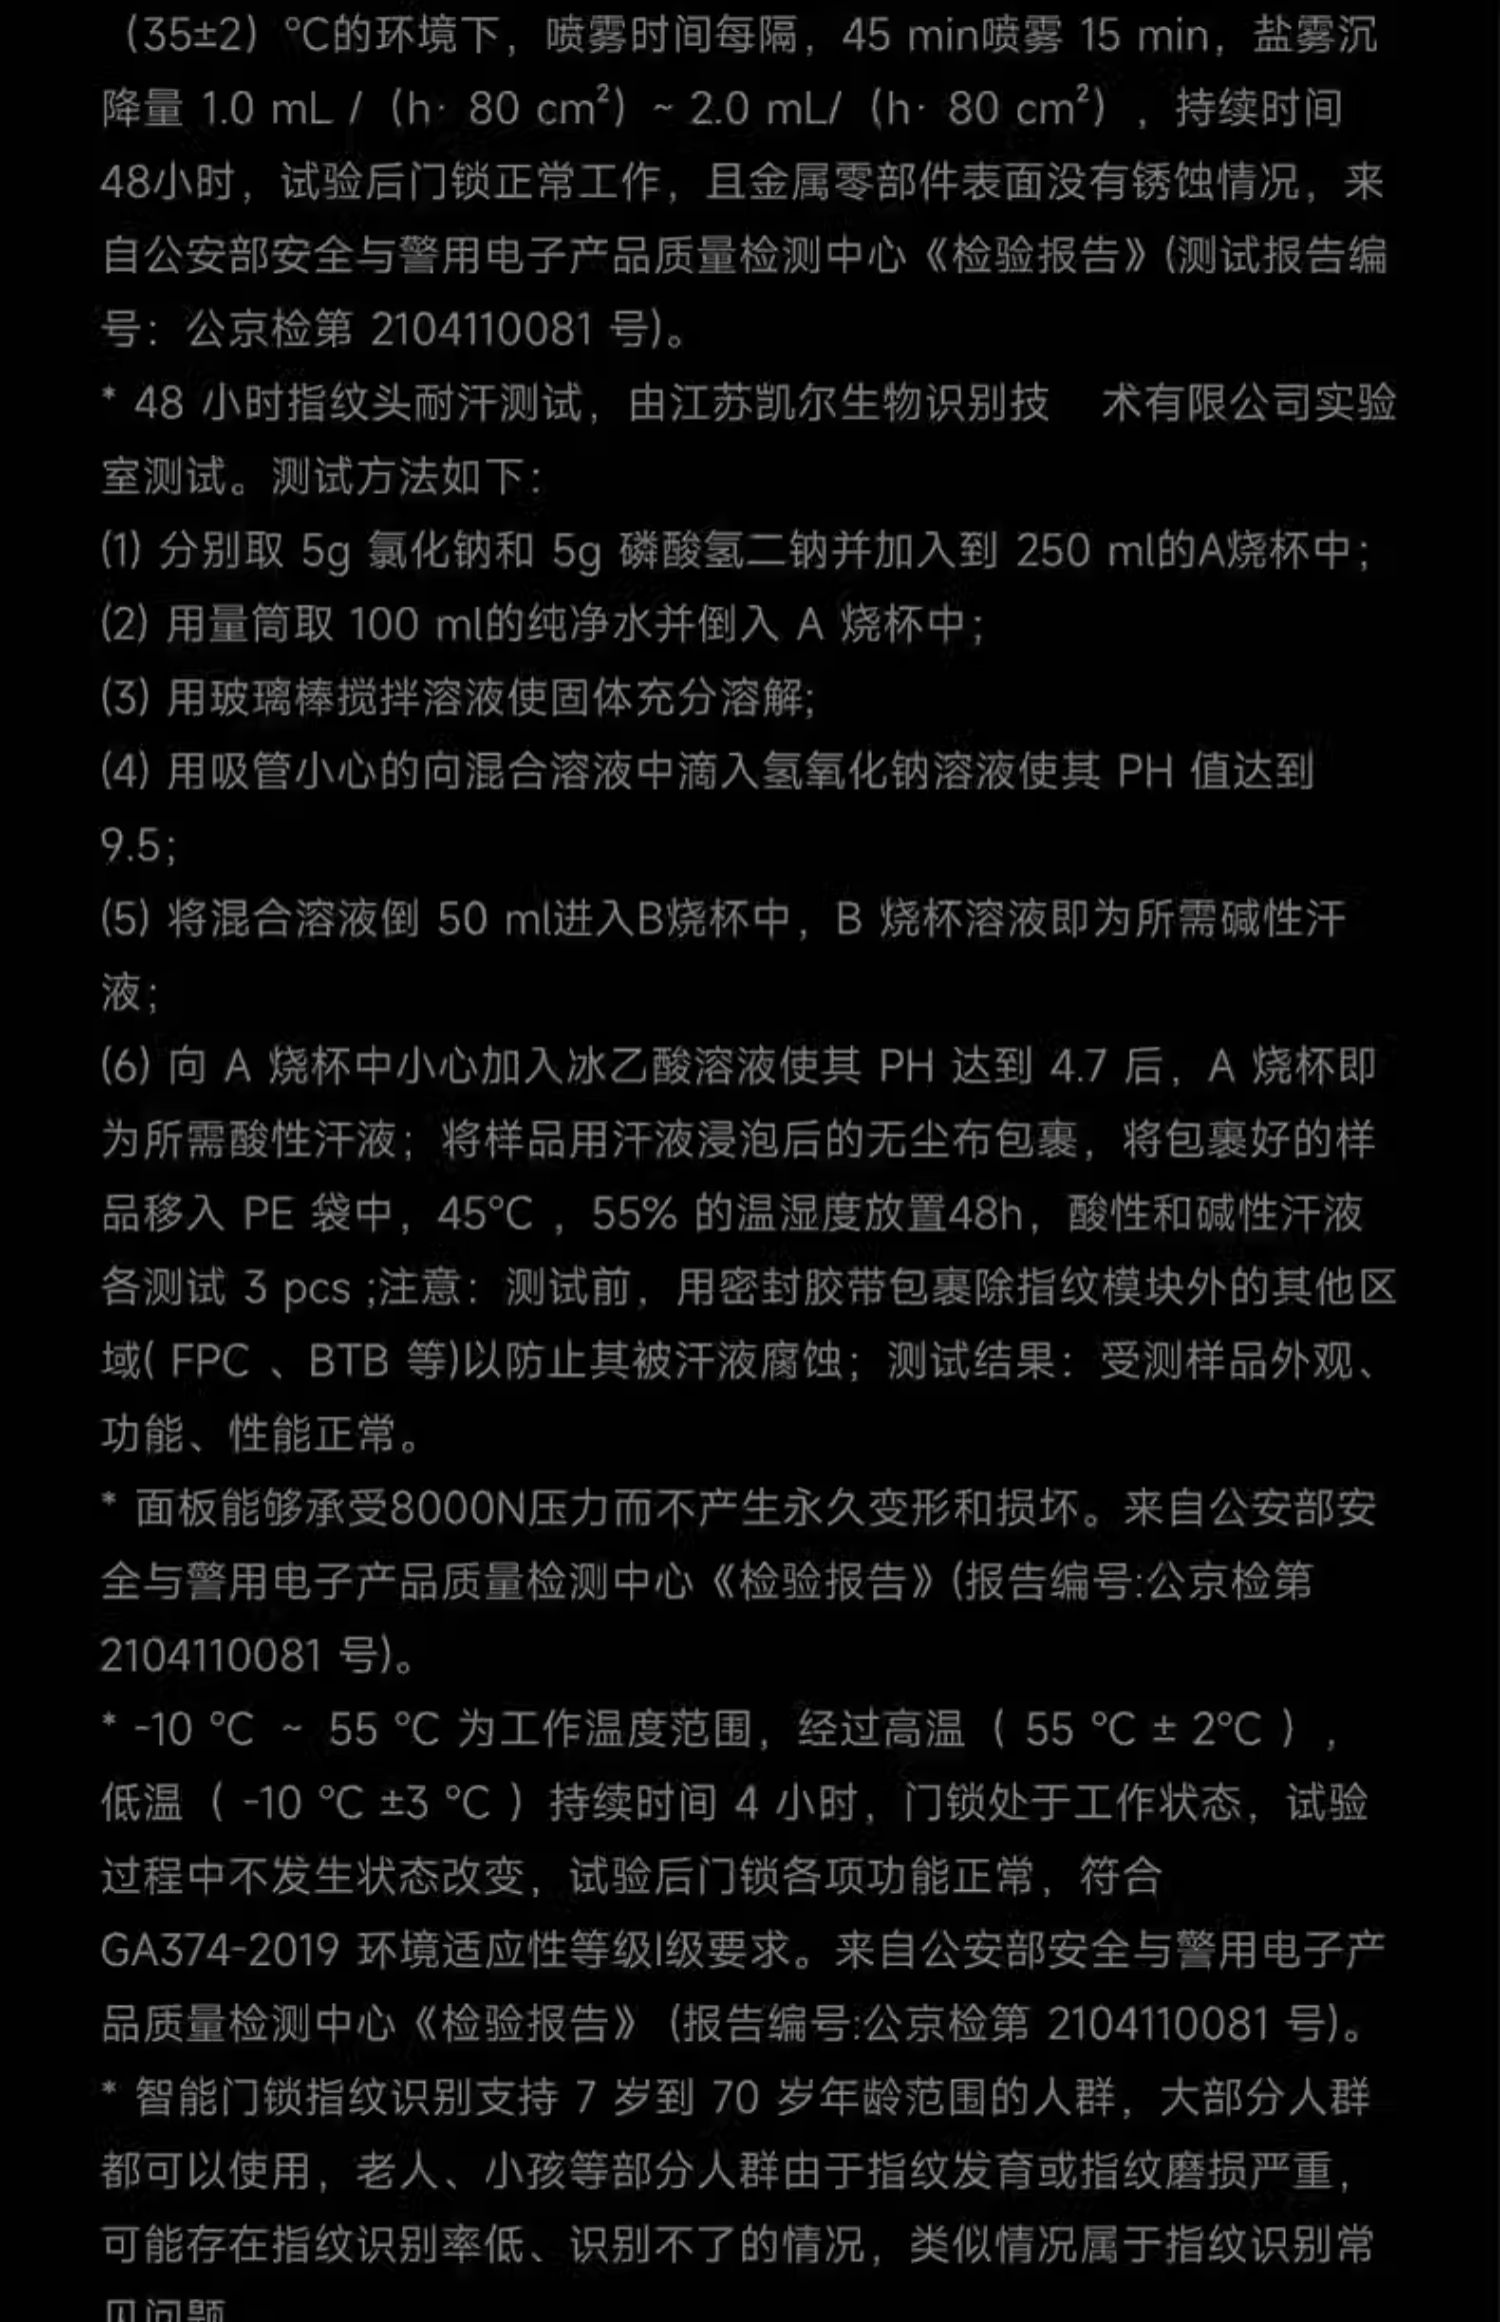 （35±2）℃的环境下，喷雾时间每隔，45 min喷雾 15 min，盐雾沉
降量 1.0 mL /（h· 80 cm²）~ 2.0 mL/（h· 80 cm²），持续时间
48小时，试验后门锁正常工作，且金属零部件表面没有锈蚀情况，来
自公安部安全与警用电子产品质量检测中心《检验报告》(测试报告编
号：公京检第 2104110081 号)。
* 48 小时指纹头耐汗测试，由江苏凯尔生物识别技　术有限公司实验
室测试。测试方法如下：
(1) 分别取 5g 氯化钠和 5g 磷酸氢二钠并加入到 250 ml的A烧杯中；
(2) 用量筒取 100 ml的纯净水并倒入 A 烧杯中；
(3) 用玻璃棒搅拌溶液使固体充分溶解；
(4) 用吸管小心的向混合溶液中滴入氢氧化钠溶液使其 PH 值达到
9.5；
(5) 将混合溶液倒 50 ml进入B烧杯中，B 烧杯溶液即为所需碱性汗
液；
(6) 向 A 烧杯中小心加入冰乙酸溶液使其 PH 达到 4.7 后，A 烧杯即
为所需酸性汗液；将样品用汗液浸泡后的无尘布包裹，将包裹好的样
品移入 PE 袋中，45℃ ，55% 的温湿度放置48h，酸性和碱性汗液
各测试 3 pcs ;注意：测试前，用密封胶带包裹除指纹模块外的其他区
域( FPC 、BTB 等)以防止其被汗液腐蚀；测试结果：受测样品外观、
功能、性能正常。
* 面板能够承受8000N压力而不产生永久变形和损坏。来自公安部安
全与警用电子产品质量检测中心《检验报告》(报告编号:公京检第
2104110081 号)。
* -10 ℃ ~ 55 ℃ 为工作温度范围，经过高温（ 55 ℃ ± 2℃ ），
低温（ -10 ℃ ±3 ℃ ）持续时间 4 小时，门锁处于工作状态，试验
过程中不发生状态改变，试验后门锁各项功能正常，符合
GA374-2019 环境适应性等级I级要求。来自公安部安全与警用电子产
品质量检测中心《检验报告》 (报告编号:公京检第 2104110081 号)。
* 智能门锁指纹识别支持 7 岁到 70 岁年龄范围的人群，大部分人群
都可以使用，老人、小孩等部分人群由于指纹发育或指纹磨损严重，
可能存在指纹识别率低、识别不了的情况，类似情况属于指纹识别常
见问题